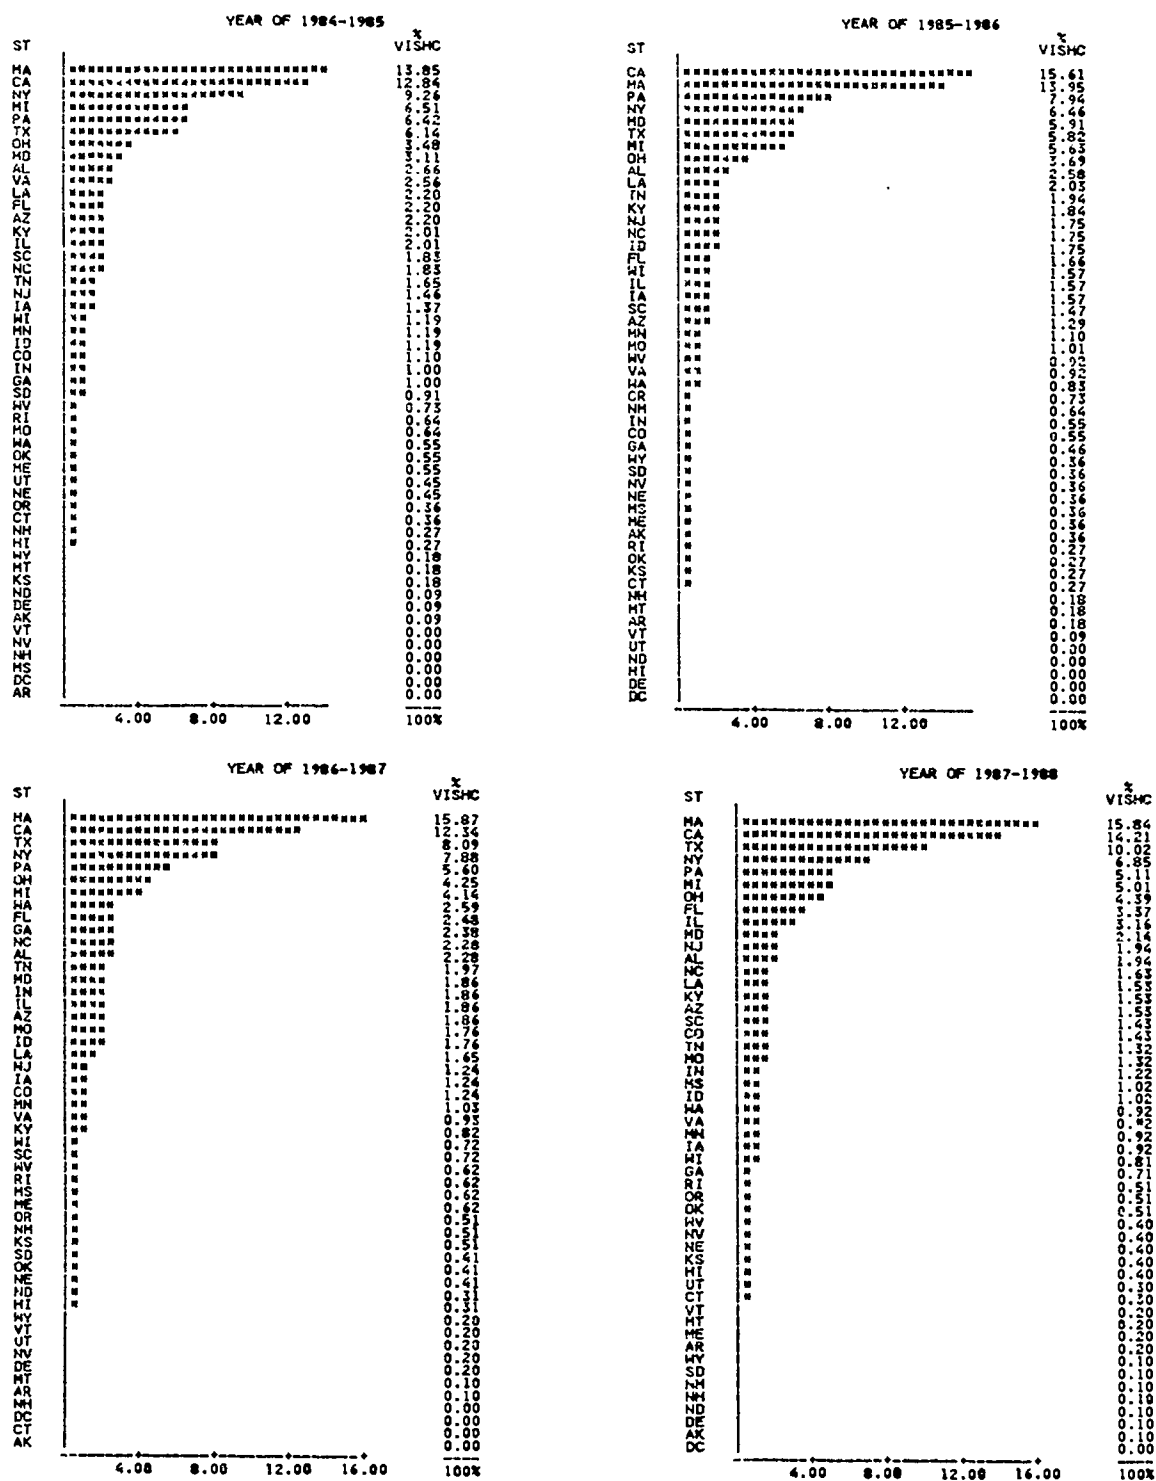 YEAR OF 1984-1985
ST % VISHC
MA 13.85
CA 12.84
NY 9.26
MI 6.51
PA 6.42
TX 6.14
OH 3.48
MD 3.11
AL 2.66
VA 2.56
LA 2.20
FL 2.20
AZ 2.20
KY 2.01
IL 2.01
SC 1.83
NC 1.83
TN 1.65
NJ 1.46
IA 1.37
WI 1.19
MN 1.19
ID 1.19
CO 1.10
IN 1.00
GA 1.00
SD 0.91
WV 0.73
RI 0.64
MO 0.64
WA 0.55
OK 0.55
ME 0.55
UT 0.45
NE 0.45
OR 0.36
CT 0.36
NM 0.27
HI 0.27
WY 0.18
MT 0.18
KS 0.18
ND 0.09
DE 0.09
AK 0.09
VT 0.00
NV 0.00
NH 0.00
MS 0.00
DC 0.00
AR 0.00
4.00 8.00 12.00 100%
YEAR OF 1985-1986
ST % VISHC
CA 15.61
MA 13.95
PA 7.94
NY 6.46
MD 5.91
TX 5.82
MI 5.63
OH 3.69
AL 2.58
LA 2.03
TN 1.94
KY 1.84
NJ 1.75
NC 1.75
ID 1.75
FL 1.66
WI 1.57
IL 1.57
IA 1.57
SC 1.47
AZ 1.29
MN 1.10
MO 1.01
WV 0.92
VA 0.92
WA 0.83
OR 0.73
NM 0.64
IN 0.55
CO 0.55
GA 0.46
WY 0.36
SD 0.36
NV 0.36
NE 0.36
MS 0.36
ME 0.36
AK 0.36
RI 0.27
OK 0.27
KS 0.27
CT 0.27
NH 0.18
MT 0.18
AR 0.18
VT 0.09
UT 0.00
ND 0.00
HI 0.00
DE 0.00
DC 0.00
4.00 8.00 12.00 100%
YEAR OF 1986-1987
ST % VISHC
MA 15.87
CA 12.34
TX 8.09
NY 7.88
PA 5.60
OH 4.25
MI 4.14
WA 2.59
FL 2.48
GA 2.38
NC 2.28
AL 2.28
TN 1.97
MD 1.86
IN 1.86
IL 1.86
AZ 1.86
MO 1.76
ID 1.76
LA 1.65
NJ 1.24
IA 1.24
CO 1.24
MN 1.03
VA 0.93
KY 0.82
WI 0.72
SC 0.72
WV 0.62
RI 0.62
MS 0.62
ME 0.62
OR 0.51
NM 0.51
KS 0.51
SD 0.41
OK 0.41
NE 0.41
ND 0.31
HI 0.31
WY 0.20
VT 0.20
UT 0.20
NV 0.20
DE 0.20
MT 0.10
AR 0.10
NH 0.00
DC 0.00
CT 0.00
AK 0.00
4.00 8.00 12.00 16.00 100%
YEAR OF 1987-1988
ST % VISHC
MA 15.84
CA 14.21
TX 10.02
NY 6.85
PA 5.11
MI 5.01
OH 4.39
FL 3.37
IL 3.16
MD 2.14
NJ 1.94
AL 1.94
NC 1.63
LA 1.53
KY 1.53
AZ 1.53
SC 1.43
CO 1.43
TN 1.32
MO 1.32
IN 1.22
MS 1.02
ID 1.02
WA 0.92
VA 0.92
MN 0.92
IA 0.92
WI 0.81
GA 0.71
RI 0.51
OR 0.51
OK 0.51
WV 0.40
NV 0.40
NE 0.40
KS 0.40
HI 0.40
UT 0.30
CT 0.30
VT 0.20
MT 0.20
ME 0.20
AR 0.20
WY 0.10
SD 0.10
NM 0.10
NH 0.10
ND 0.10
DE 0.10
AK 0.10
DC 0.00
4.00 8.00 12.00 16.00 100%